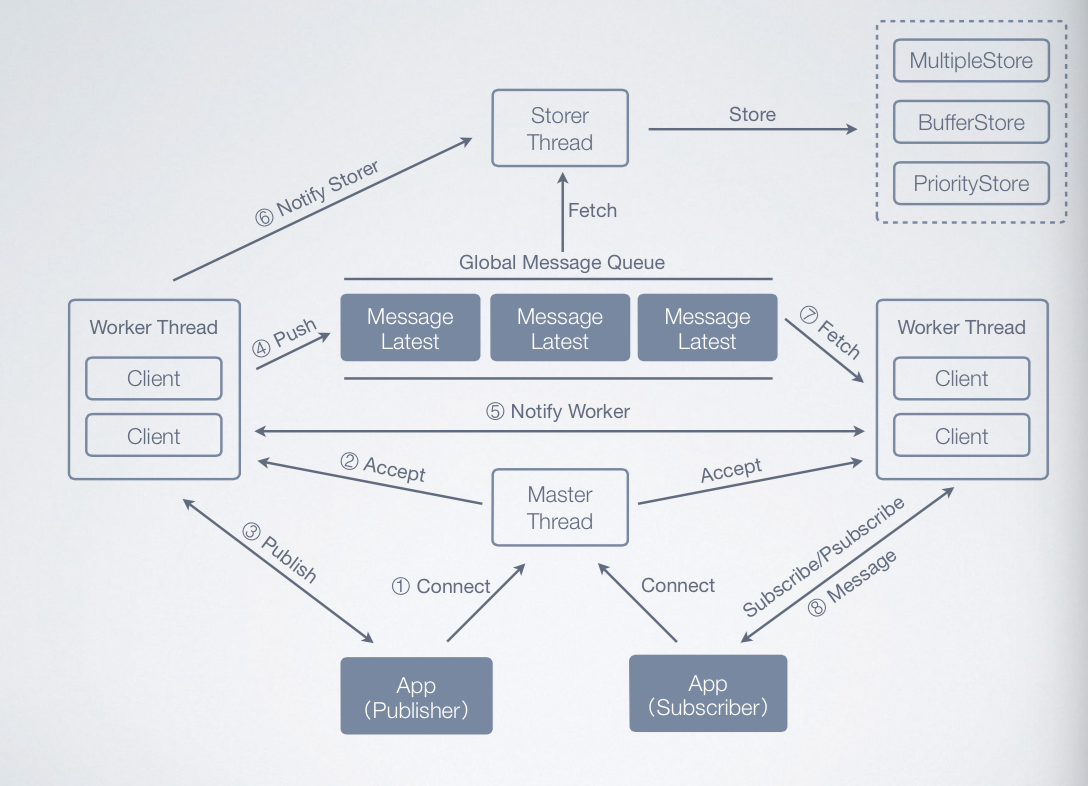 MultipleStore
Storer
Thread
Store
BufferStore
PriorityStore
⑥ Notify Storer
Fetch
Global Message Queue
Worker Thread
Client
Client
④ Push
Message
Latest
Message
Latest
Message
Latest
⑦ Fetch
Worker Thread
Client
Client
⑤ Notify Worker
② Accept
Master
Thread
Accept
③ Publish
① Connect
Connect
Subscribe/Psubscribe
⑧ Message
App
（Publisher）
App
（Subscriber）